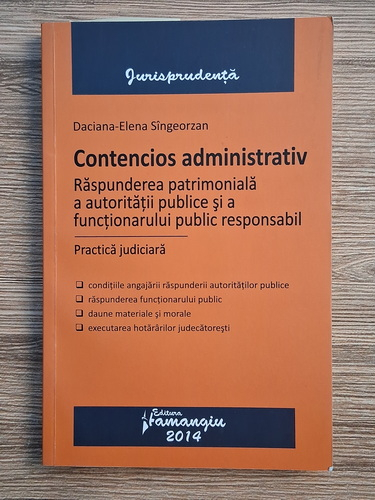 Jurisprudență
Daciana-Elena Sîngeorzan
Contencios administrativ
Răspunderea patrimonială
a autorității publice și a
funcționarului public responsabil
Practică judiciară
❑ condițiile angajării răspunderii autorităților publice
❑ răspunderea funcționarului public
❑ daune materiale și morale
❑ executarea hotărârilor judecătorești
Editura
Hamangiu
2014